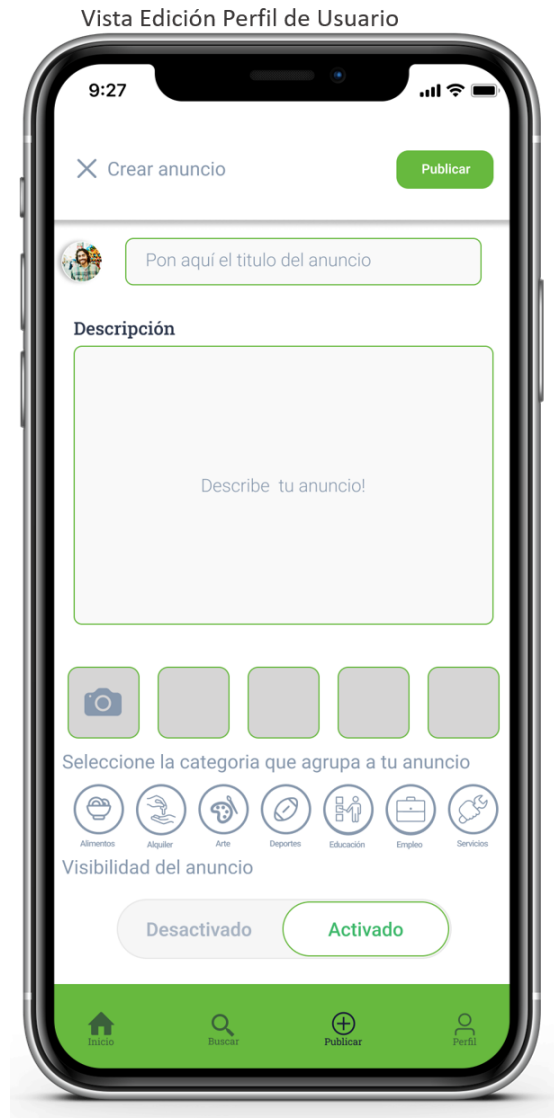 Vista Edición Perfil de Usuario
9:27
Crear anuncio
Publicar
Pon aquí el titulo del anuncio
Descripción
Describe tu anuncio!
Seleccione la categoria que agrupa a tu anuncio
Alimentos Alquiler Arte Deportes Educación Empleo Servicios
Visibilidad del anuncio
Desactivado Activado
Inicio Buscar Publicar Perfil